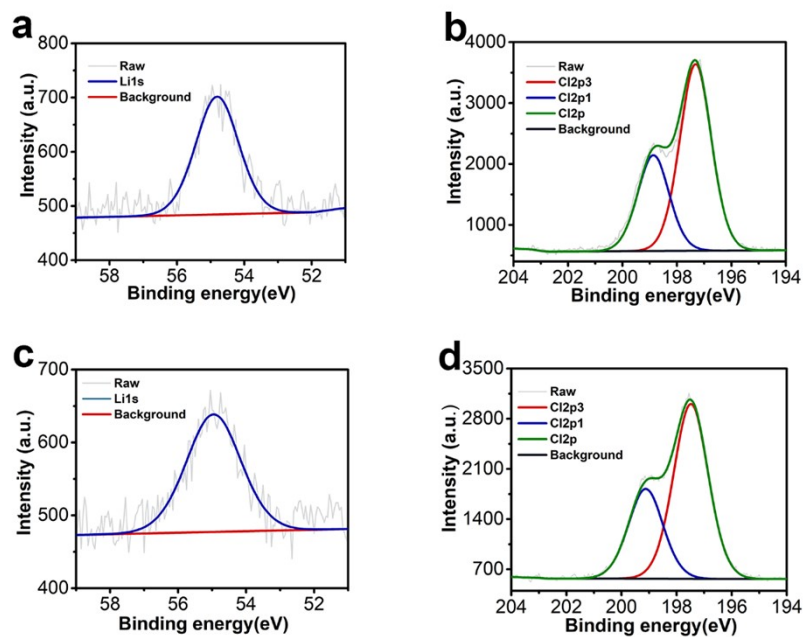 a
800
700
600
500
400
Intensity (a.u.)
Raw
Li1s
Background
58 56 54 52
Binding energy(eV)
b
4000
3000
2000
1000
Intensity (a.u.)
Raw
Cl2p3
Cl2p1
Cl2p
Background
204 202 200 198 196 194
Binding energy(eV)
c
700
600
500
400
Intensity (a.u.)
Raw
Li1s
Background
58 56 54 52
Binding energy(eV)
d
3500
2800
2100
1400
700
Intensity (a.u.)
Raw
Cl2p3
Cl2p1
Cl2p
Background
204 202 200 198 196 194
Binding energy(eV)